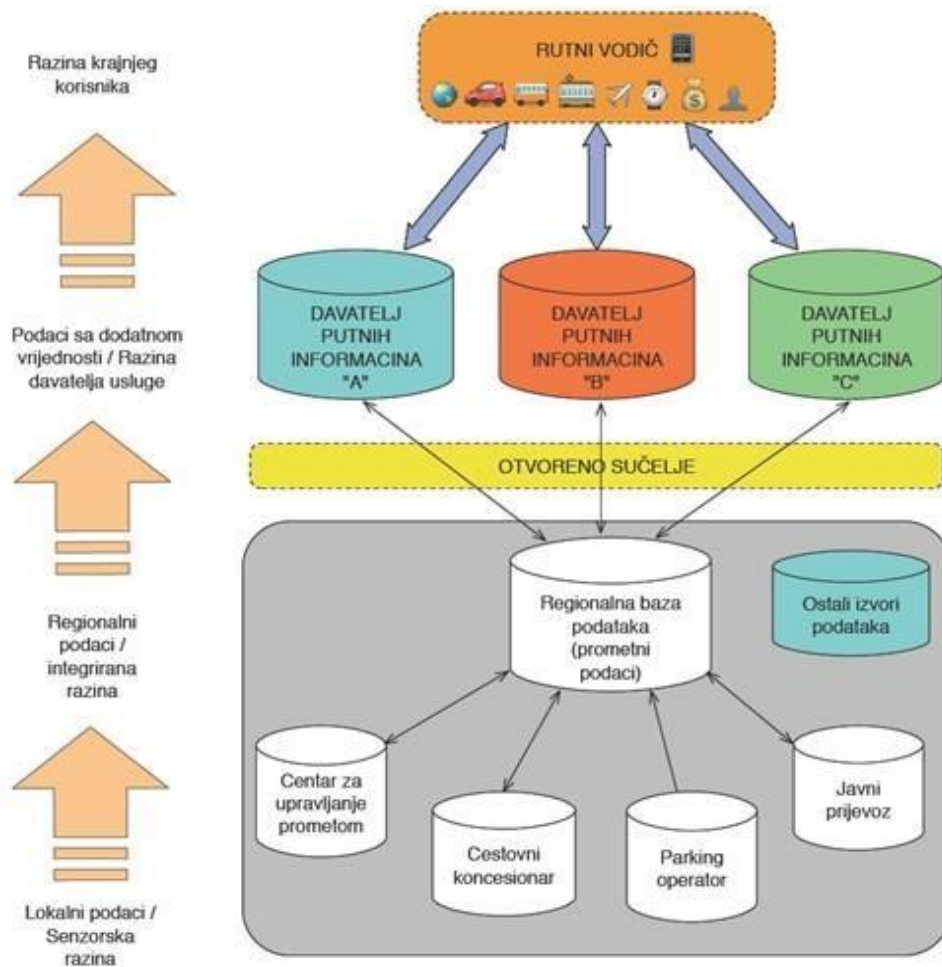 Razina krajnjeg
korisnika
RUTNI VODIČ
$
Podaci sa dodatnom
vrijednosti / Razina
davatelja usluge
DAVATELJ
PUTNIH
INFORMACINA
"A"
DAVATELJ
PUTNIH
INFORMACINA
"B"
DAVATELJ
PUTNIH
INFORMACINA
"C"
OTVORENO SUČELJE
Regionalni
podaci /
integrirana
razina
Regionalna baza
podataka
(prometni
podaci)
Ostali izvori
podataka
Centar za
upravljanje
prometom
Cestovni
koncesionar
Parking
operator
Javni
prijevoz
Lokalni podaci /
Senzorska
razina